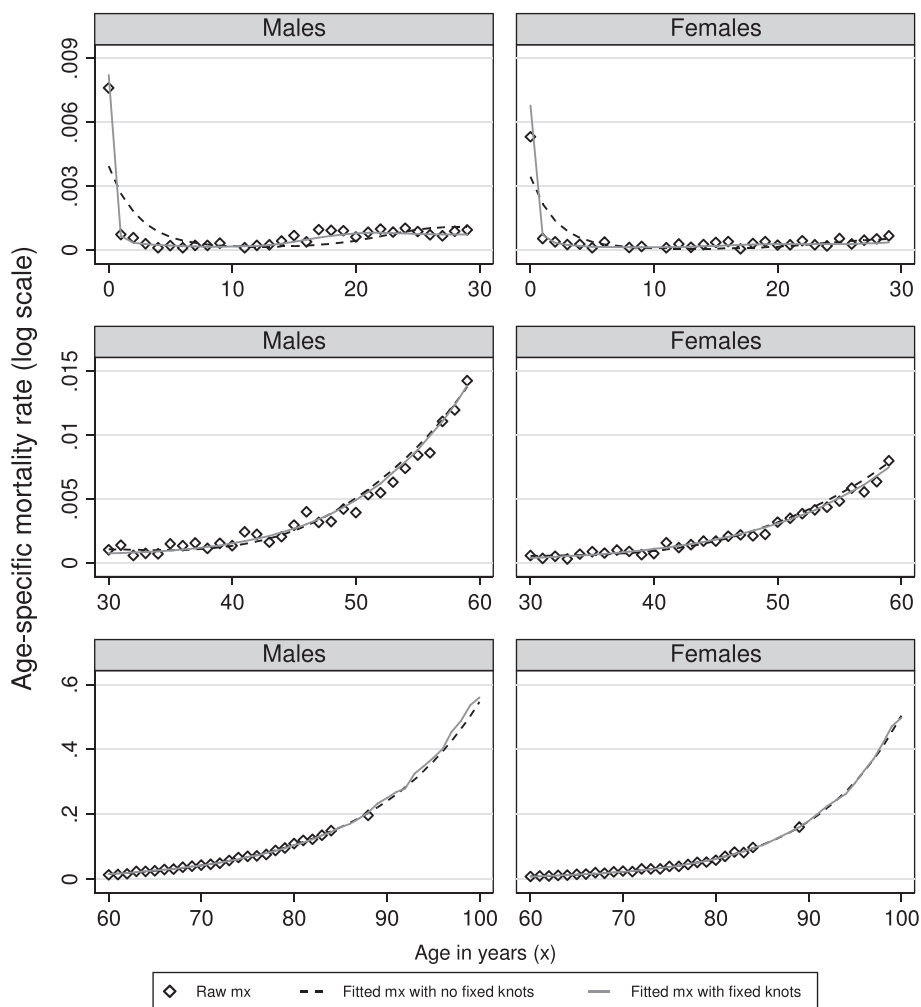 Males Females
.009
.006
.003
0
0 10 20 30 0 10 20 30
Males Females
.015
.01
.005
0
30 40 50 60 30 40 50 60
Males Females
.6
.4
.2
0
60 70 80 90 100 60 70 80 90 100
Age-specific mortality rate (log scale)
Age in years (x)
Raw mx Fitted mx with no fixed knots Fitted mx with fixed knots